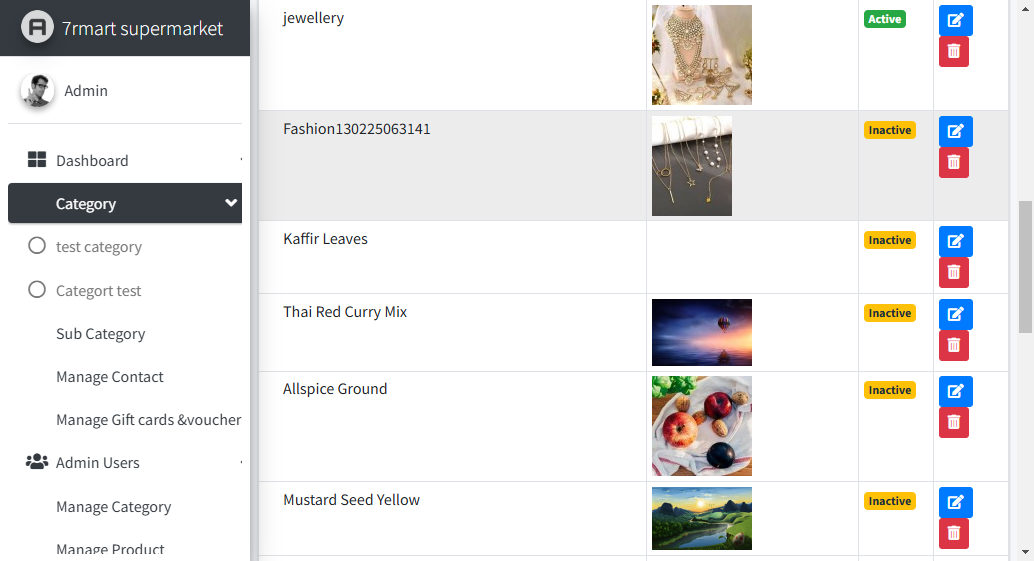 7rmart supermarket
Admin
Dashboard
Category
test category
Categort test
Sub Category
Manage Contact
Manage Gift cards &voucher
Admin Users
Manage Category
Manage Product
jewellery
Active
Fashion130225063141
Inactive
Kaffir Leaves
Inactive
Thai Red Curry Mix
Inactive
Allspice Ground
Inactive
Mustard Seed Yellow
Inactive